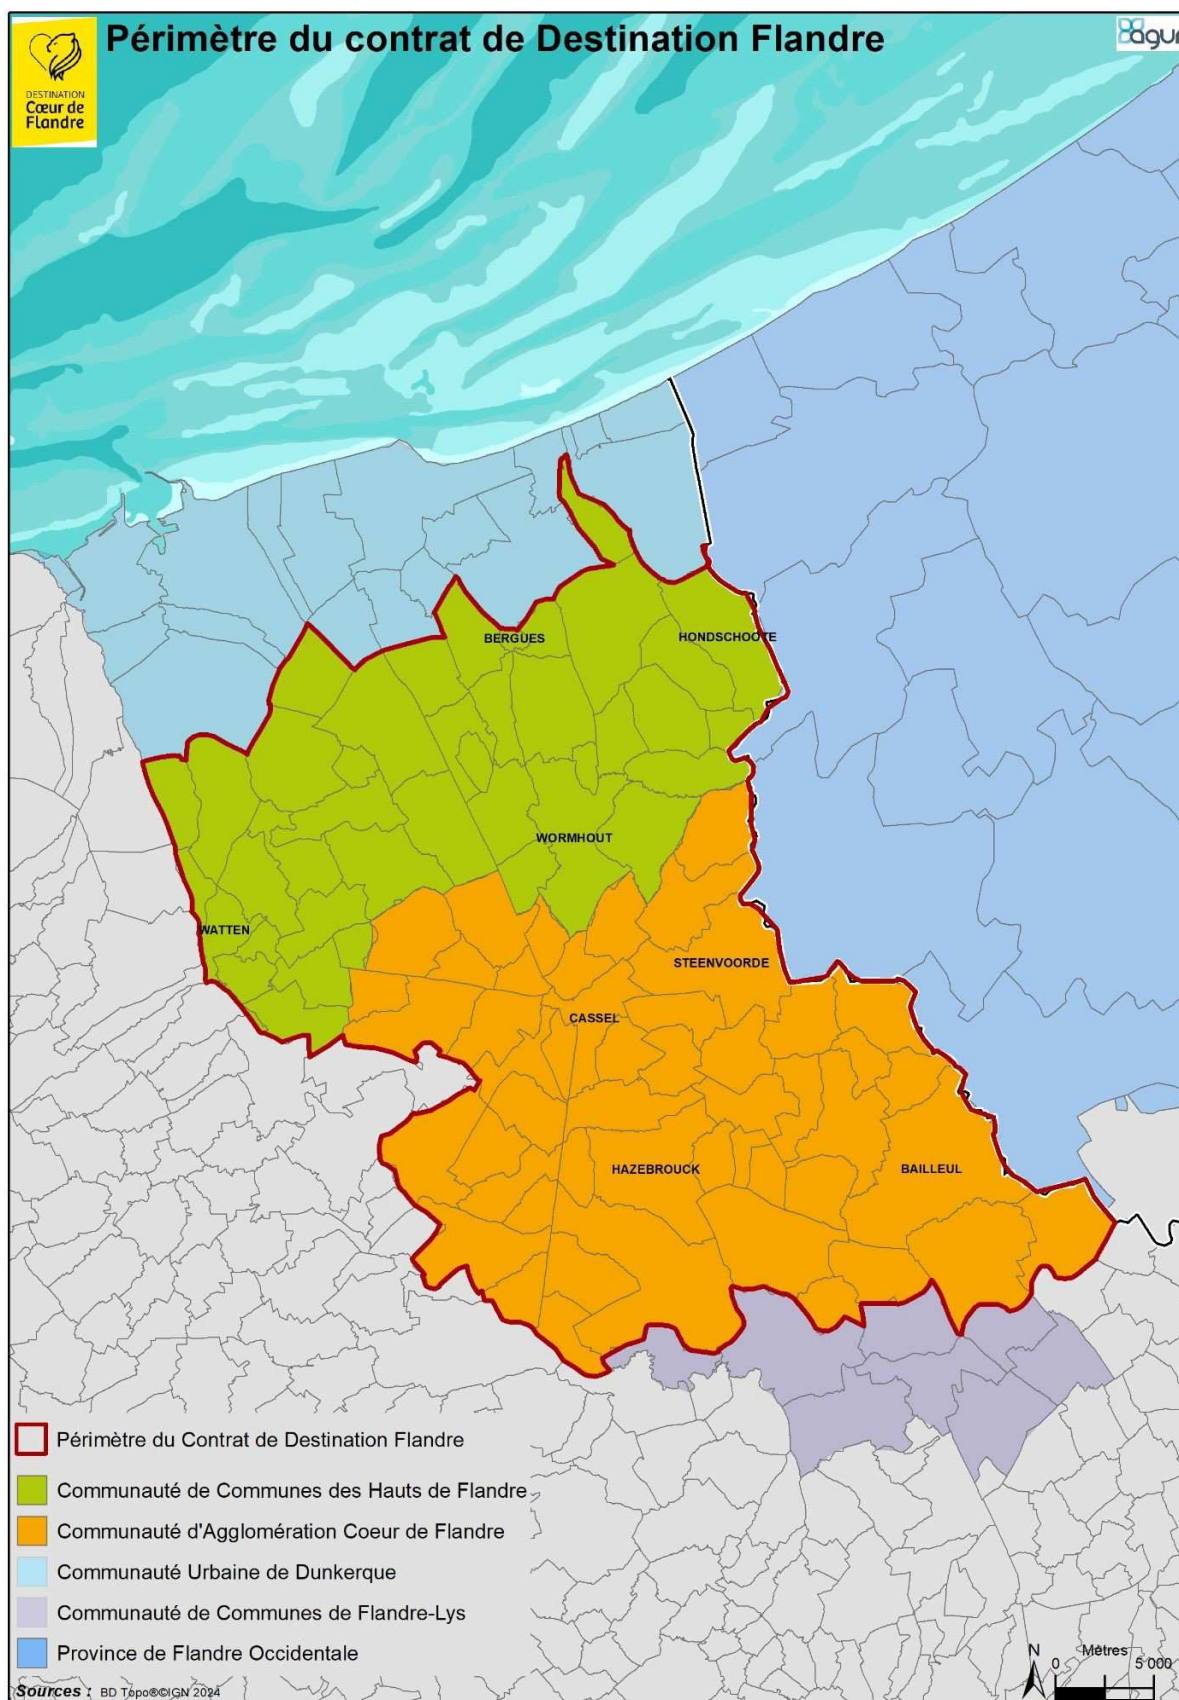 Périmètre du contrat de Destination Flandre
DESTINATION
Cœur de
Flandre
agur
BERGUES
HONDSCHOOTE
WORMHOUT
WATTEN
STEENVOORDE
CASSEL
HAZEBROUCK
BAILLEUL
Périmètre du Contrat de Destination Flandre
Communauté de Communes des Hauts de Flandre
Communauté d'Agglomération Coeur de Flandre
Communauté Urbaine de Dunkerque
Communauté de Communes de Flandre-Lys
Province de Flandre Occidentale
N
Mètres
0 5 000
Sources : BD Topo®©IGN 2024